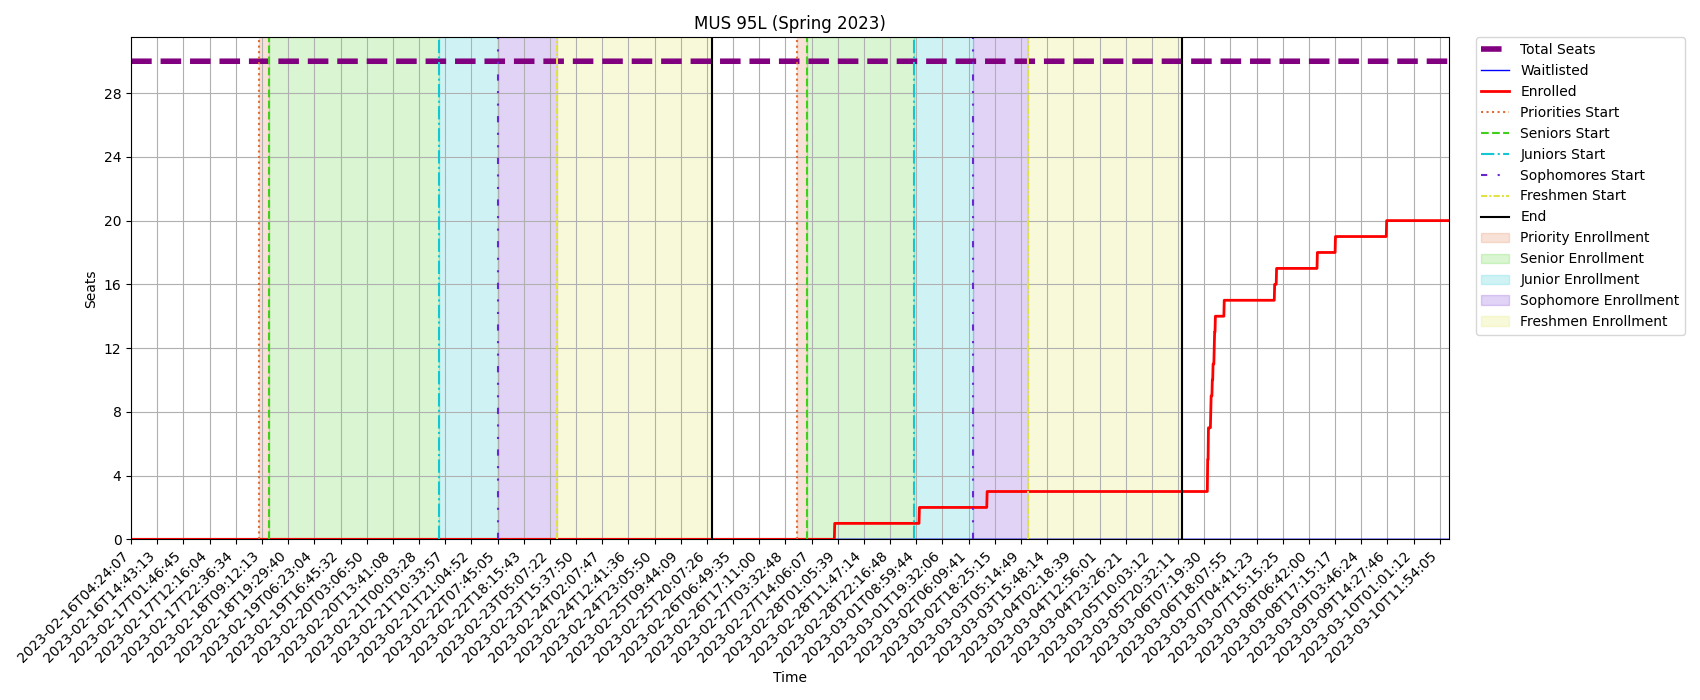 MUS 95L (Spring 2023)
Seats
28
24
20
16
12
8
4
0
2023-02-16T04:24:07
2023-02-16T14:43:13
2023-02-17T01:46:45
2023-02-17T12:16:04
2023-02-17T22:36:34
2023-02-18T09:12:13
2023-02-18T19:29:40
2023-02-19T06:23:04
2023-02-19T16:45:32
2023-02-20T03:06:50
2023-02-20T13:41:08
2023-02-21T00:03:28
2023-02-21T10:33:57
2023-02-21T21:04:52
2023-02-22T07:45:05
2023-02-22T18:15:43
2023-02-23T05:07:22
2023-02-23T15:37:50
2023-02-24T02:07:47
2023-02-24T12:41:36
2023-02-24T23:05:50
2023-02-25T09:44:09
2023-02-25T20:07:26
2023-02-26T06:49:35
2023-02-26T17:11:00
2023-02-27T03:32:48
2023-02-27T14:06:07
2023-02-28T01:05:39
2023-02-28T11:47:14
2023-02-28T22:16:48
2023-03-01T08:59:44
2023-03-01T19:32:06
2023-03-02T06:09:41
2023-03-02T18:25:15
2023-03-03T05:14:49
2023-03-03T15:48:14
2023-03-04T02:18:39
2023-03-04T12:56:01
2023-03-04T23:26:21
2023-03-05T10:03:12
2023-03-05T20:32:11
2023-03-06T07:19:30
2023-03-06T18:07:55
2023-03-07T04:41:23
2023-03-07T15:15:25
2023-03-08T06:42:00
2023-03-08T17:15:17
2023-03-09T03:46:24
2023-03-09T14:27:46
2023-03-10T01:01:12
2023-03-10T11:54:05
Time
Total Seats
Waitlisted
Enrolled
Priorities Start
Seniors Start
Juniors Start
Sophomores Start
Freshmen Start
End
Priority Enrollment
Senior Enrollment
Junior Enrollment
Sophomore Enrollment
Freshmen Enrollment